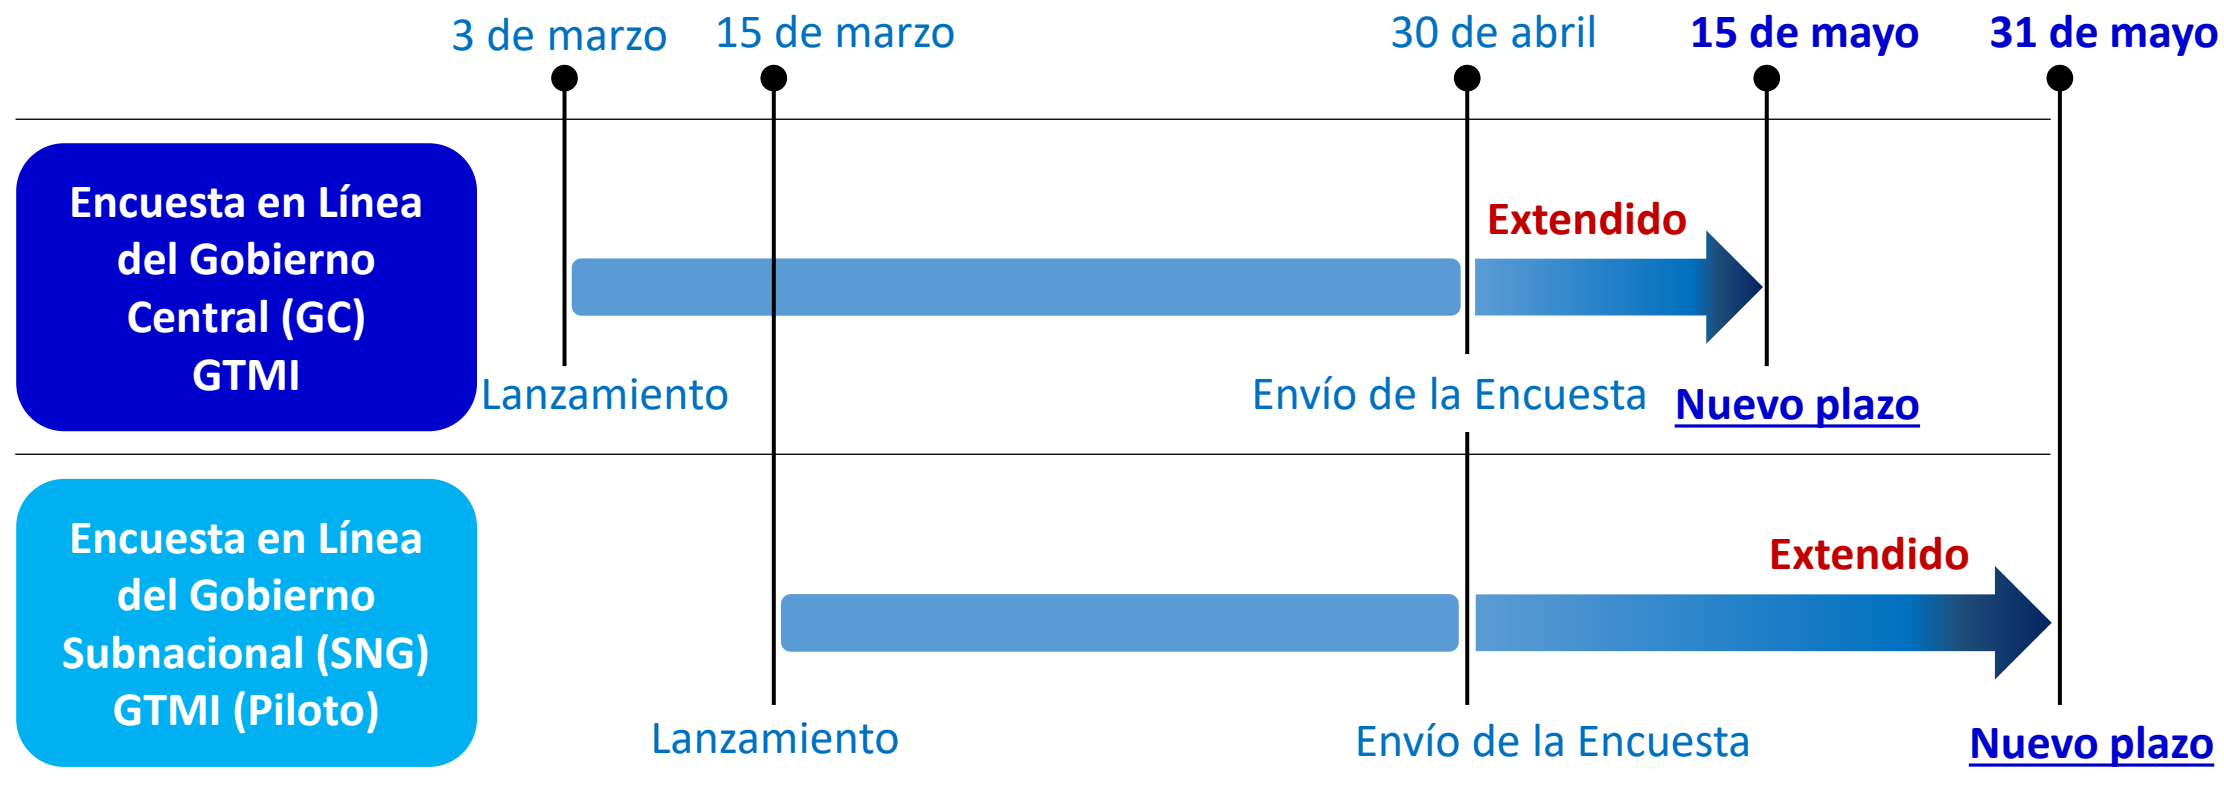 3 de marzo
15 de marzo
30 de abril
15 de mayo
31 de mayo
Encuesta en Línea
del Gobierno
Central (GC)
GTMI
Extendido
Lanzamiento
Envío de la Encuesta
Nuevo plazo
Encuesta en Línea
del Gobierno
Subnacional (SNG)
GTMI (Piloto)
Extendido
Lanzamiento
Envío de la Encuesta
Nuevo plazo